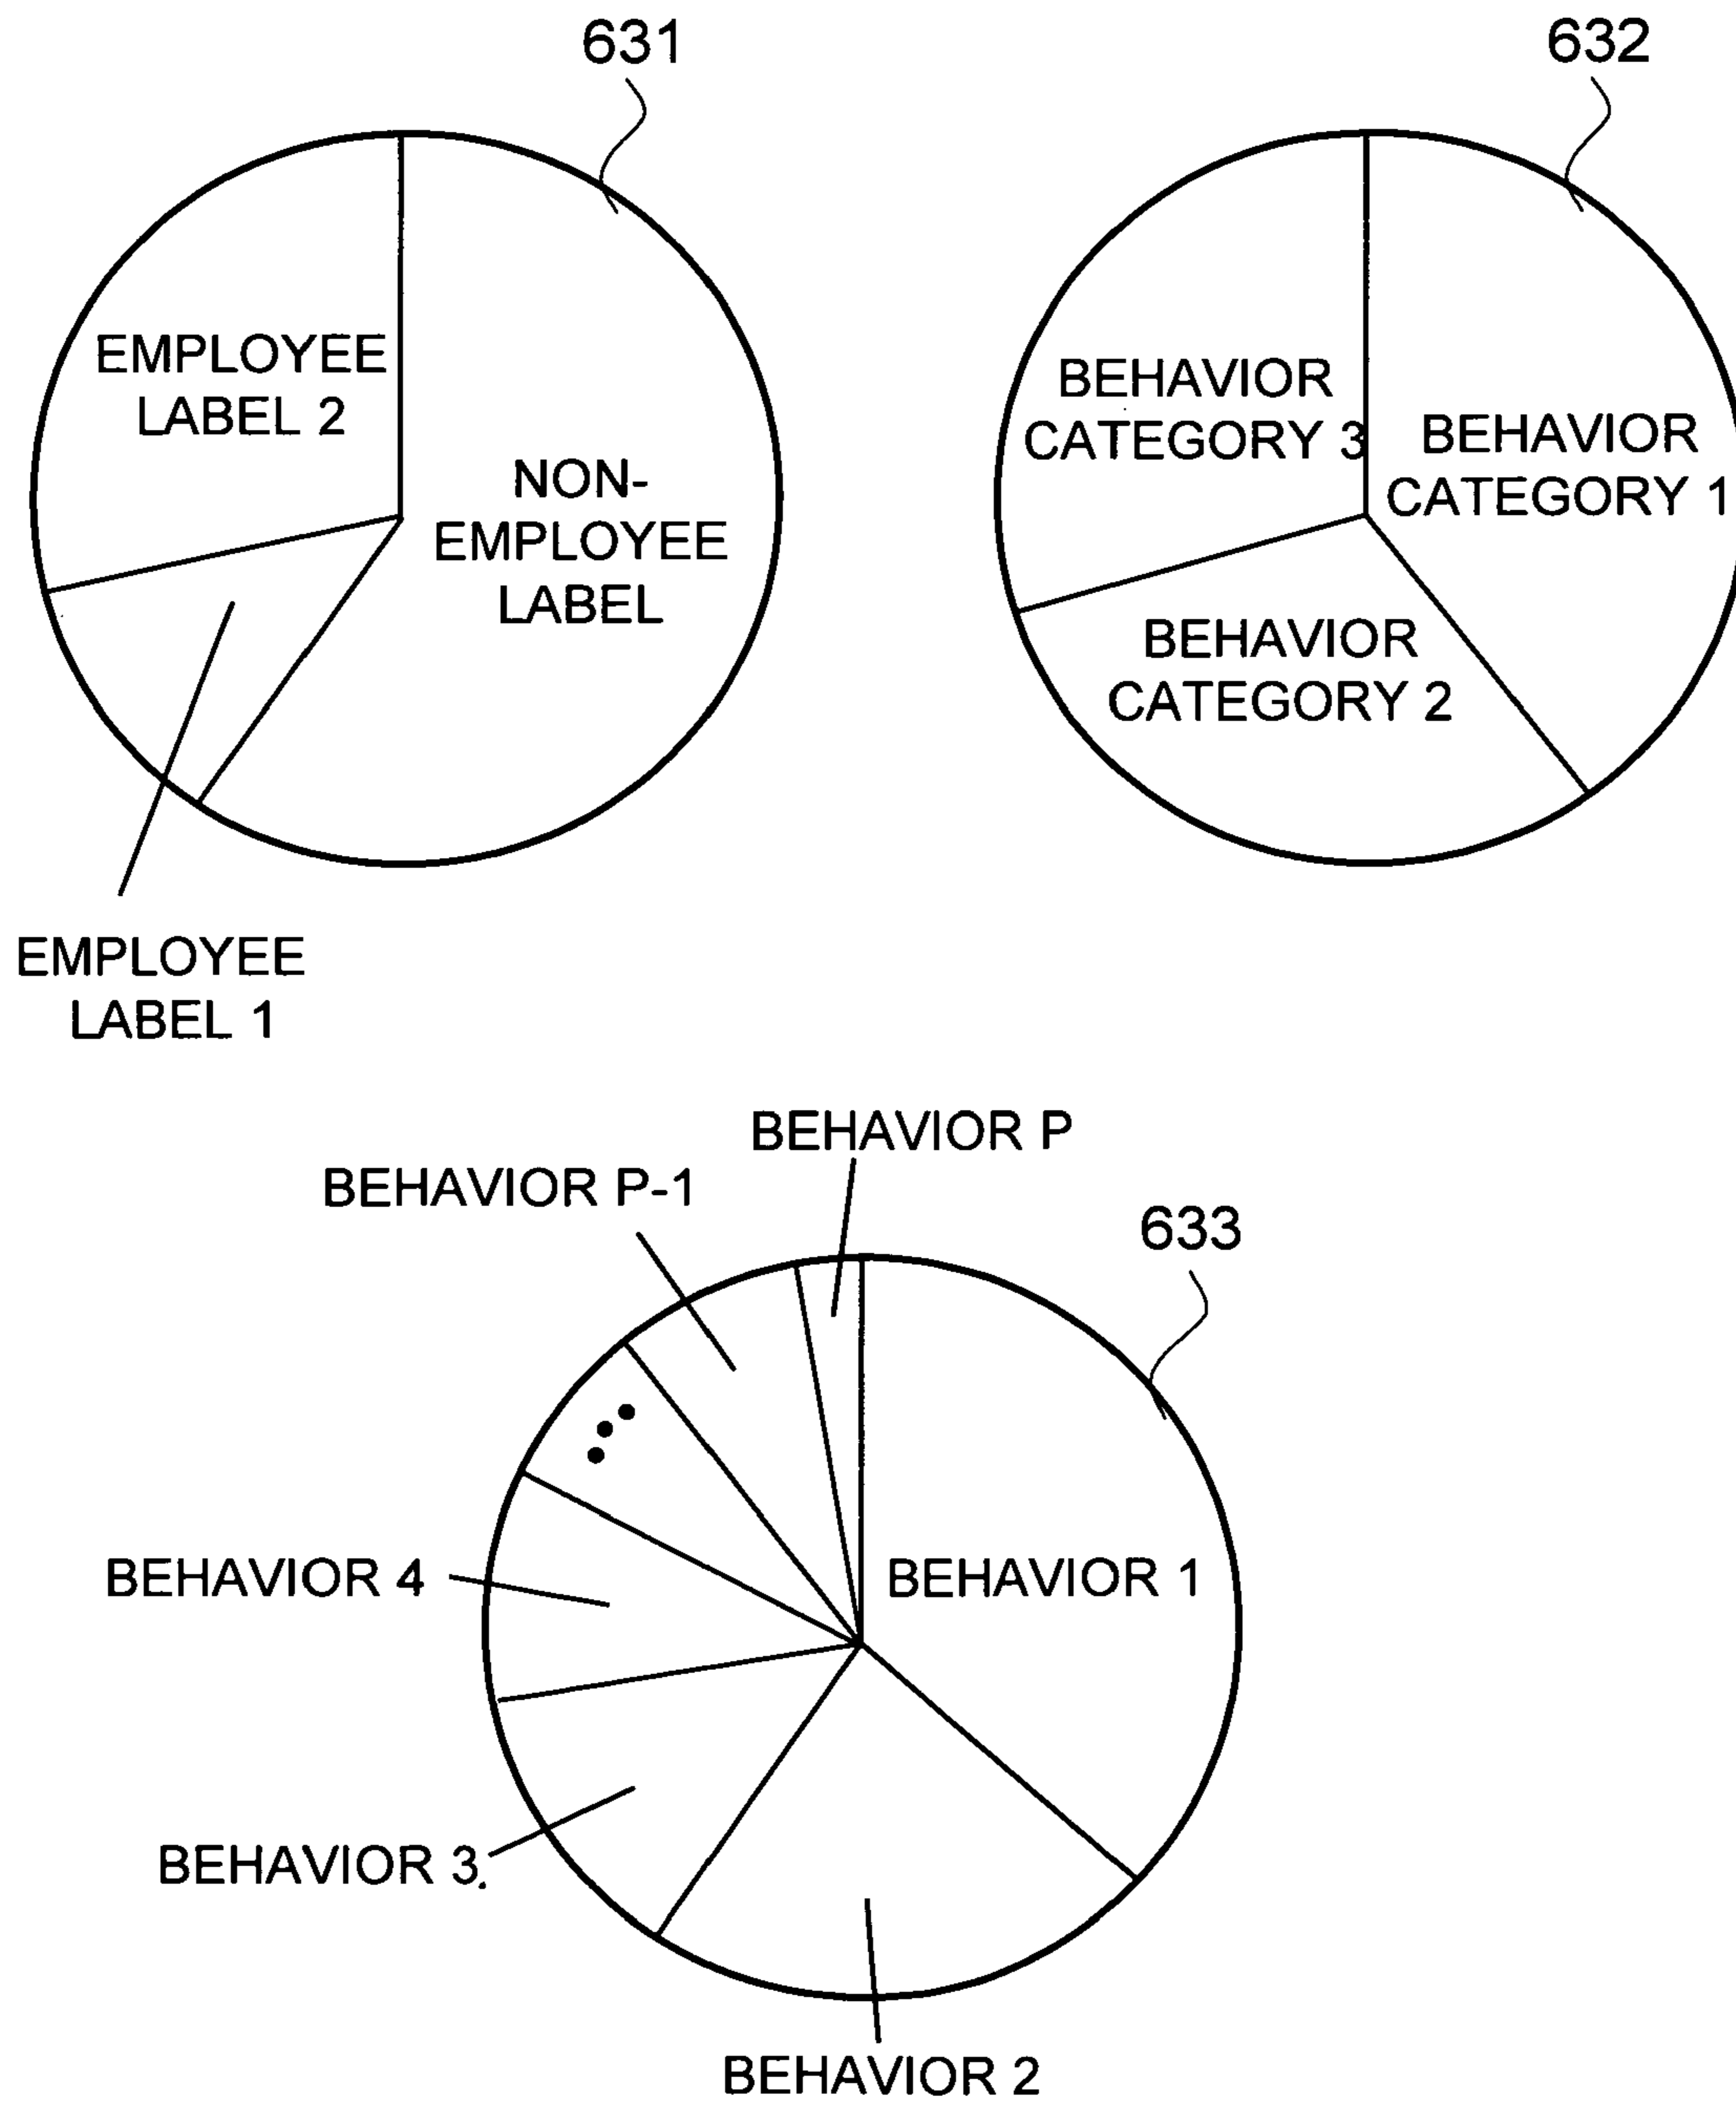 631
EMPLOYEE
LABEL 2
NON-
EMPLOYEE
LABEL
EMPLOYEE
LABEL 1
632
BEHAVIOR
CATEGORY 3
BEHAVIOR
CATEGORY 1
BEHAVIOR
CATEGORY 2
BEHAVIOR P
BEHAVIOR P-1
633
BEHAVIOR 4
BEHAVIOR 1
BEHAVIOR 3.
BEHAVIOR 2